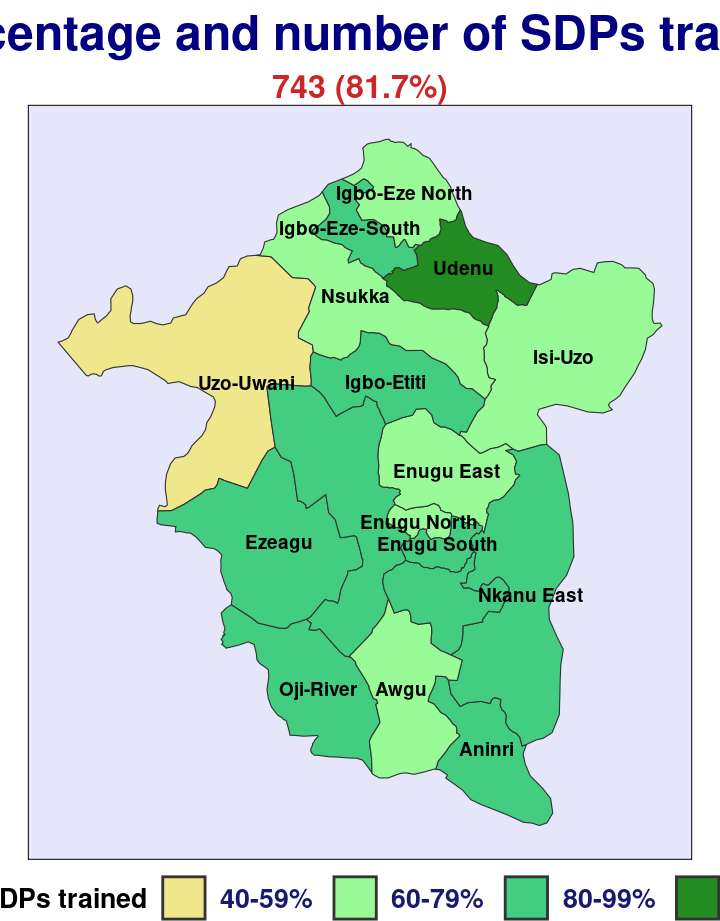 centage and number of SDPs tra
743 (81.7%)
Igbo-Eze North
Igbo-Eze-South
Udenu
Nsukka
Isi-Uzo
Uzo-Uwani
Igbo-Etiti
Enugu East
Enugu North
Enugu South
Ezeagu
Nkanu East
Oji-River
Awgu
Aninri
DPs trained 40-59% 60-79% 80-99%